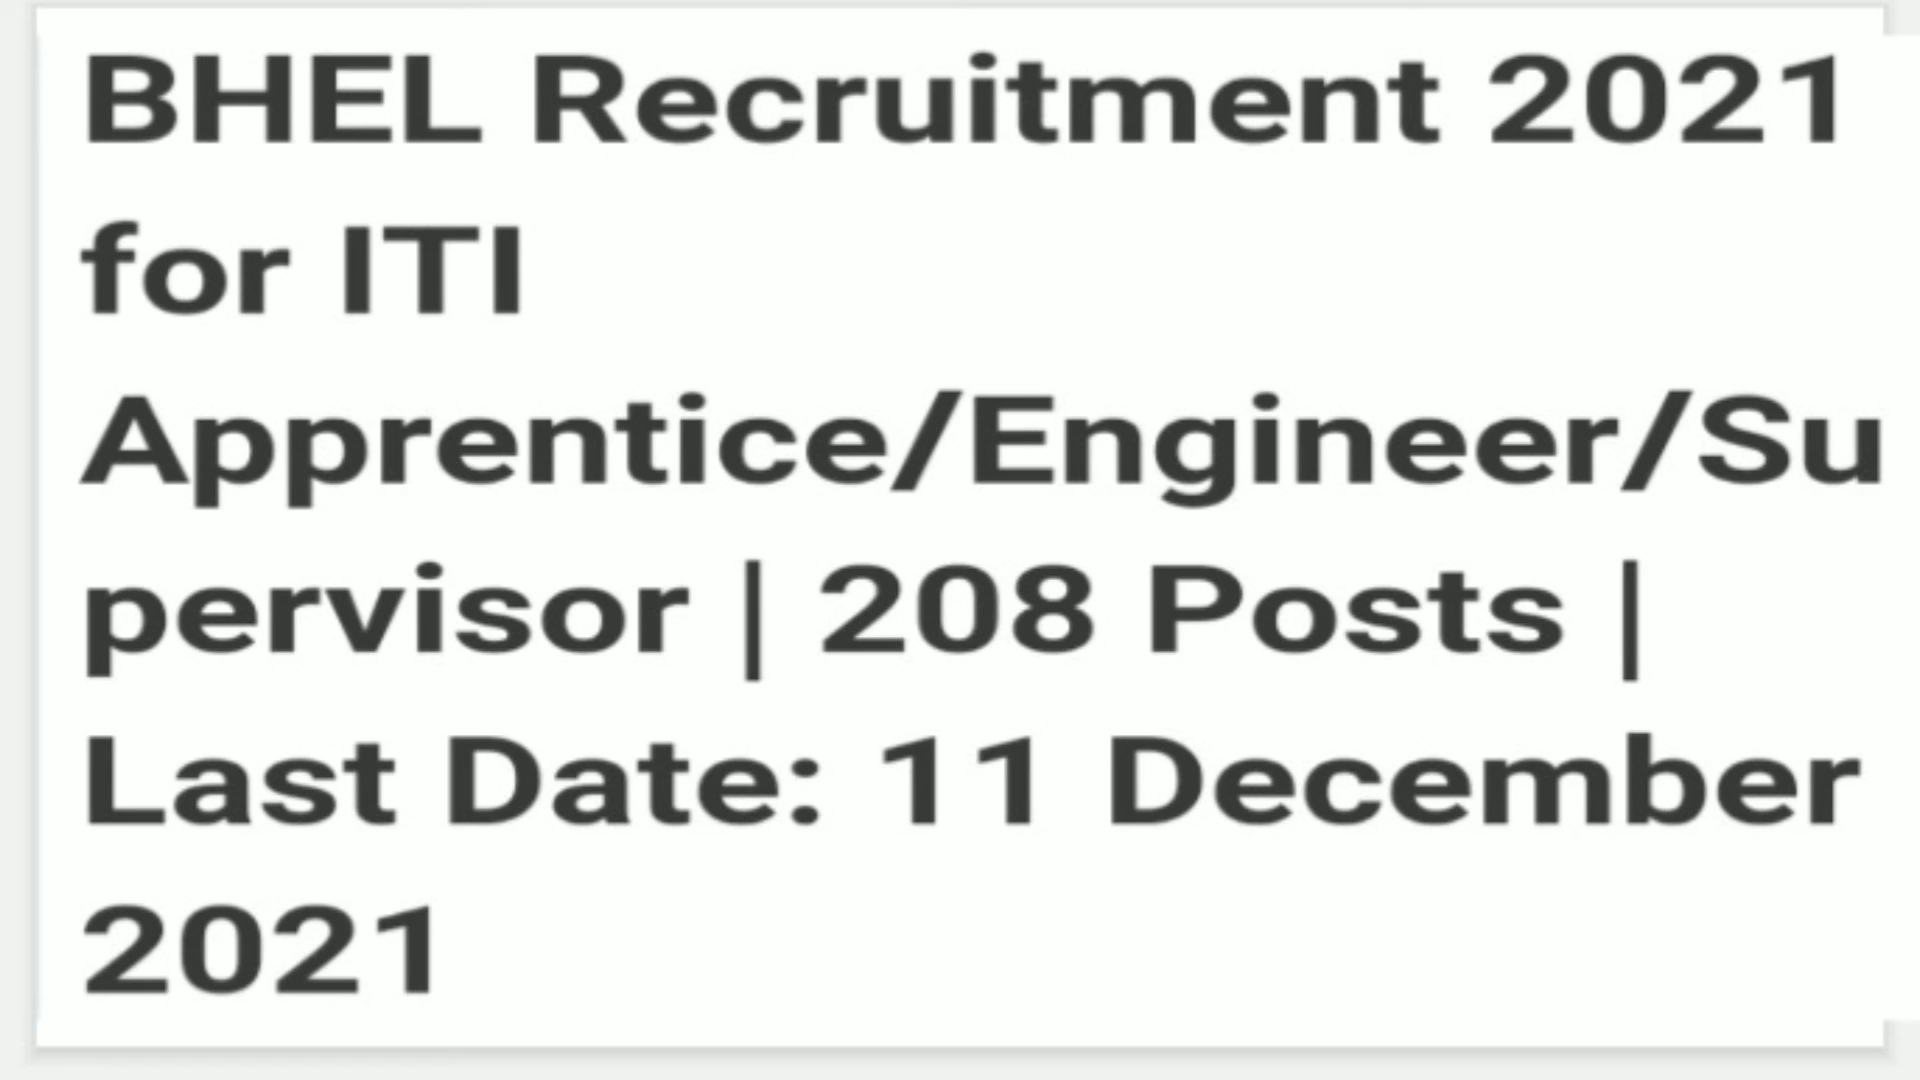 BHEL Recruitment 2021
for ITI
Apprentice/Engineer/Su
pervisor | 208 Posts |
Last Date: 11 December
2021